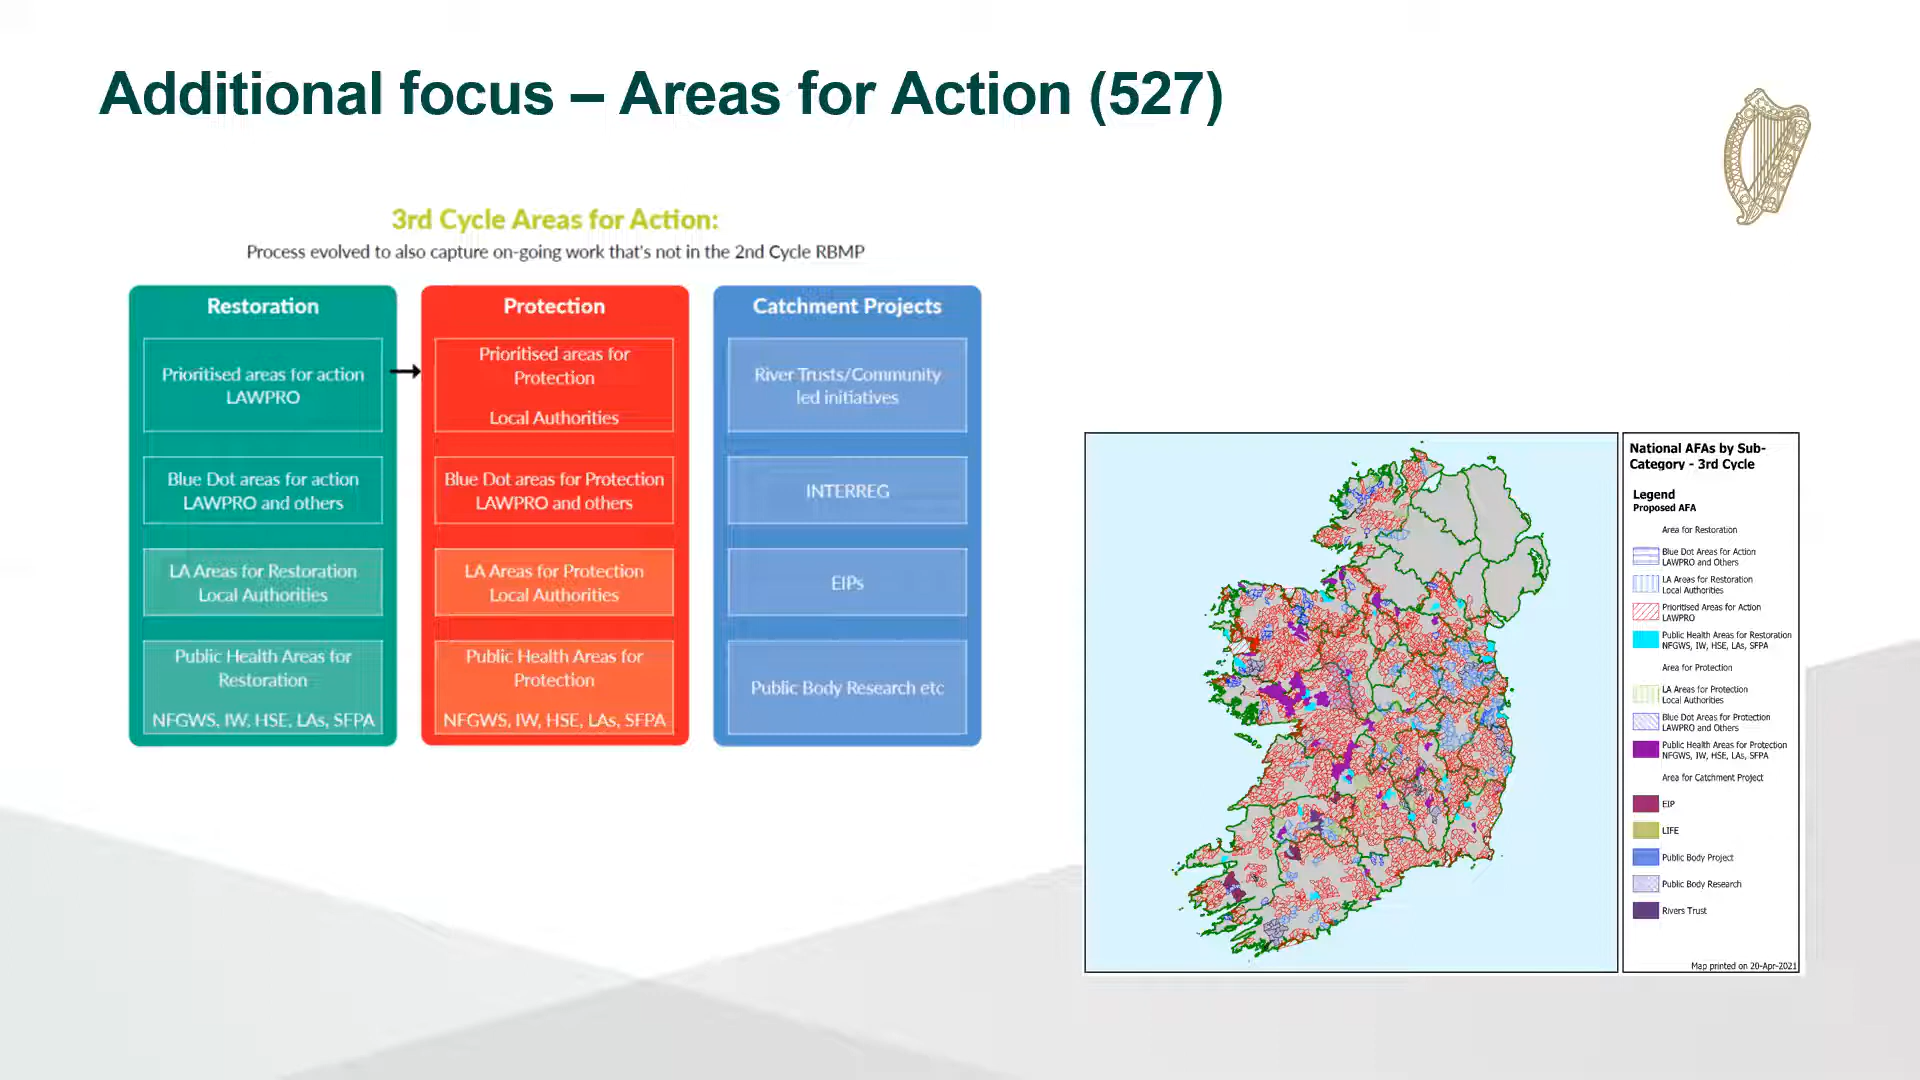 Additional focus – Areas for Action (527)
3rd Cycle Areas for Action:
Process evolved to also capture on-going work that's not in the 2nd Cycle RBMP
Restoration
Prioritised areas for action
LAWPRO
Blue Dot areas for action
LAWPRO and others
LA Areas for Restoration
Local Authorities
Public Health Areas for
Restoration
NFGWS, IW, HSE, LAs, SFPA
Protection
Prioritised areas for
Protection
Local Authorities
Blue Dot areas for Protection
LAWPRO and others
LA Areas for Protection
Local Authorities
Public Health Areas for
Protection
NFGWS, IW, HSE, LAs, SFPA
Catchment Projects
River Trusts/Community
led initiatives
INTERREG
EIPs
Public Body Research etc
National AFAs by Sub-
Category - 3rd Cycle
Legend
Proposed AFA
Area for Restoration
Blue Dot Areas for Action
LAWPRO and Others
LA Areas for Restoration
Local Authorities
Prioritised Areas for Action
LAWPRO
Public Health Areas for Restoration
NFGWS, IW, HSE, LAs, SFPA
Area for Protection
LA Areas for Protection
Local Authorities
Blue Dot Areas for Protection
LAWPRO and Others
Public Health Areas for Protection
NFGWS, IW, HSE, LAs, SFPA
Area for Catchment Project
EIP
LIFE
Public Body Project
Public Body Research
Rivers Trust
Map printed on 20-Apr-2021